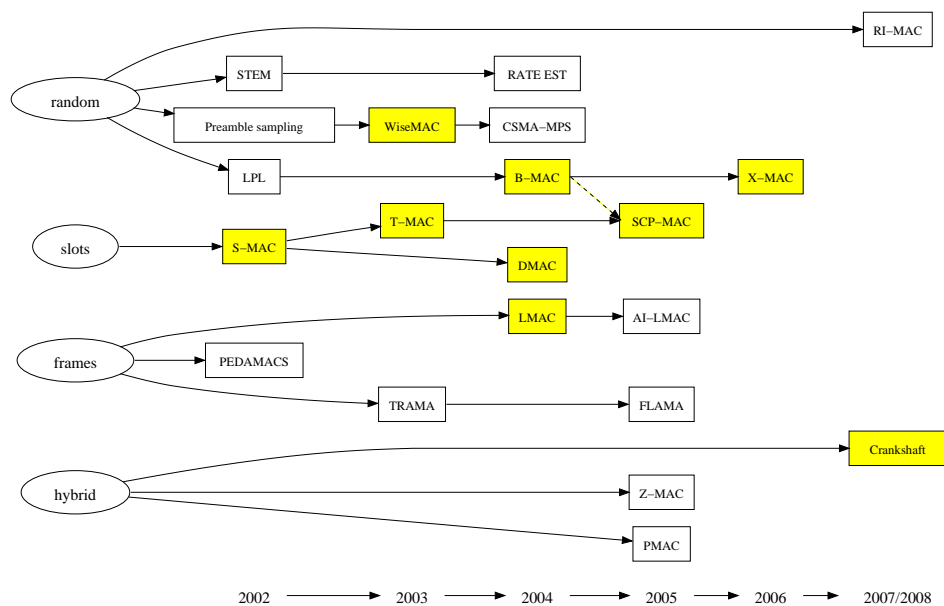 RI−MAC
STEM
RATE EST
random
Preamble sampling
WiseMAC
CSMA−MPS
LPL
B−MAC
X−MAC
T−MAC
SCP−MAC
slots
S−MAC
DMAC
LMAC
AI−LMAC
frames
PEDAMACS
TRAMA
FLAMA
Crankshaft
hybrid
Z−MAC
PMAC
2002
2003
2004
2005
2006
2007/2008